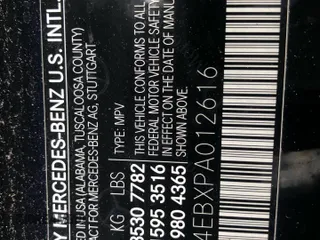 Y MERCEDES-BENZ U.S. INTL.
ED IN : USA (ALABAMA, TUSCALOOSA COUNTY)
ACT FOR MERCEDES-BENZ AG, STUTTGART
TYPE: MPV
KG LBS
3530 7782
1595 3516
1980 4365
THIS VEHICLE CONFORMS TO ALL
FEDERAL MOTOR VEHICLE SAFETY
IN EFFECT ON THE DATE OF MANU
SHOWN ABOVE.
4EBXPA012616